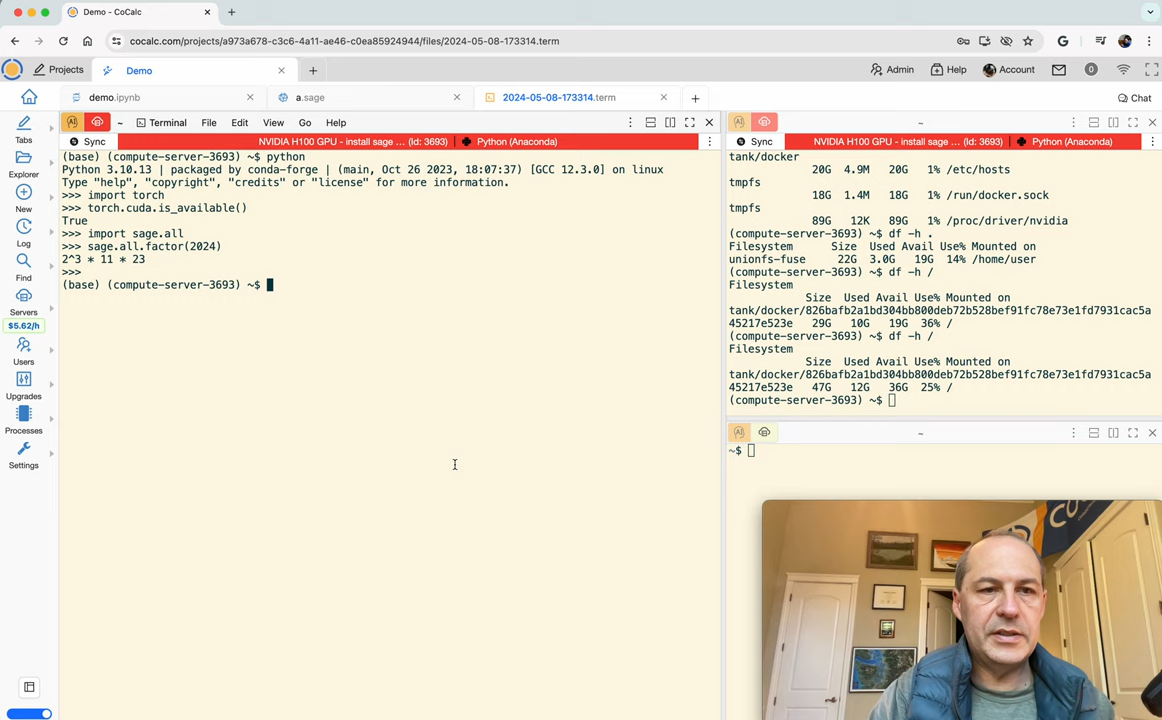 Demo - CoCalc
cocalc.com/projects/a973a678-c3c6-4a11-ae46-c0ea85924944/files/2024-05-08-173314.term
Projects
Demo
Admin
Help
Account
0
demo.ipynb
a.sage
2024-05-08-173314.term
Chat
Tabs
Explorer
New
Log
Find
Servers
$5.62/h
Users
Upgrades
Processes
Settings
AI
~
Terminal
File
Edit
View
Go
Help
Sync
NVIDIA H100 GPU - install sage ... (Id: 3693)
Python (Anaconda)
(base) (compute-server-3693) ~$ python
Python 3.10.13 | packaged by conda-forge | (main, Oct 26 2023, 18:07:37) [GCC 12.3.0] on linux
Type "help", "copyright", "credits" or "license" for more information.
>>> import torch
>>> torch.cuda.is_available()
True
>>> import sage.all
>>> sage.all.factor(2024)
2^3 * 11 * 23
>>>
(base) (compute-server-3693) ~$
AI
~
Sync
NVIDIA H100 GPU - install sage ... (Id: 3693)
Python (Anaconda)
tank/docker
20G 4.9M 20G 1% /etc/hosts
tmpfs
18G 1.4M 18G 1% /run/docker.sock
tmpfs
89G 12K 89G 1% /proc/driver/nvidia
(compute-server-3693) ~$ df -h .
Filesystem Size Used Avail Use% Mounted on
unionfs-fuse 22G 3.0G 19G 14% /home/user
(compute-server-3693) ~$ df -h /
Filesystem
Size Used Avail Use% Mounted on
tank/docker/826bafb2a1bd304bb800deb72b528bef91fc78e73e1fd7931cac5a
45217e523e 29G 10G 19G 36% /
(compute-server-3693) ~$ df -h /
Filesystem
Size Used Avail Use% Mounted on
tank/docker/826bafb2a1bd304bb800deb72b528bef91fc78e73e1fd7931cac5a
45217e523e 47G 12G 36G 25% /
(compute-server-3693) ~$
AI
~
~$